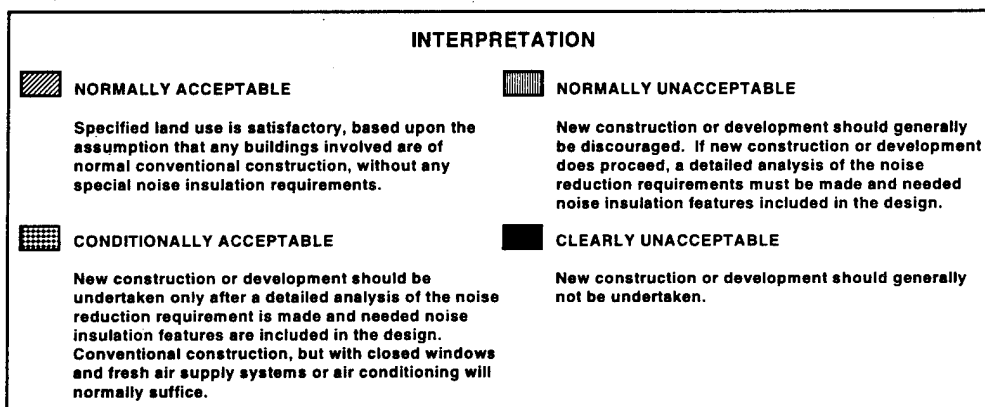 INTERPRETATION
NORMALLY ACCEPTABLE
Specified land use is satisfactory, based upon the
assumption that any buildings involved are of
normal conventional construction, without any
special noise insulation requirements.
CONDITIONALLY ACCEPTABLE
New construction or development should be
undertaken only after a detailed analysis of the noise
reduction requirement is made and needed noise
insulation features are included in the design.
Conventional construction, but with closed windows
and fresh air supply systems or air conditioning will
normally suffice.
NORMALLY UNACCEPTABLE
New construction or development should generally
be discouraged. If new construction or development
does proceed, a detailed analysis of the noise
reduction requirements must be made and needed
noise insulation features included in the design.
CLEARLY UNACCEPTABLE
New construction or development should generally
not be undertaken.